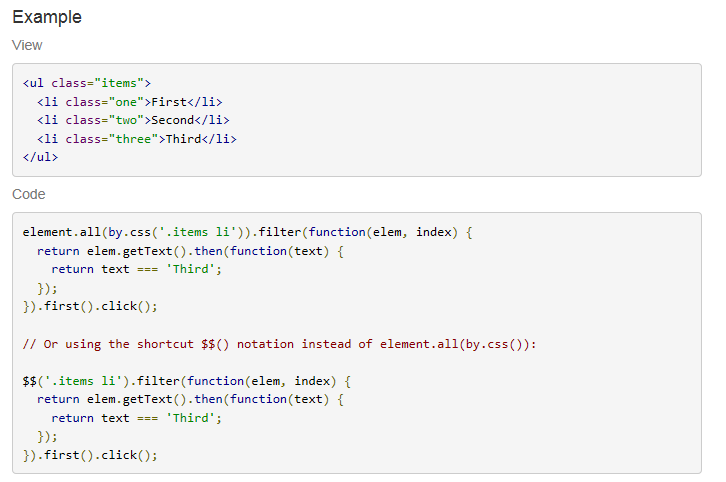 Example
View
<ul class="items">
  <li class="one">First</li>
  <li class="two">Second</li>
  <li class="three">Third</li>
</ul>
Code
element.all(by.css('.items li')).filter(function(elem, index) {
  return elem.getText().then(function(text) {
    return text === 'Third';
  });
}).first().click();

// Or using the shortcut $$() notation instead of element.all(by.css()):

$$('.items li').filter(function(elem, index) {
  return elem.getText().then(function(text) {
    return text === 'Third';
  });
}).first().click();